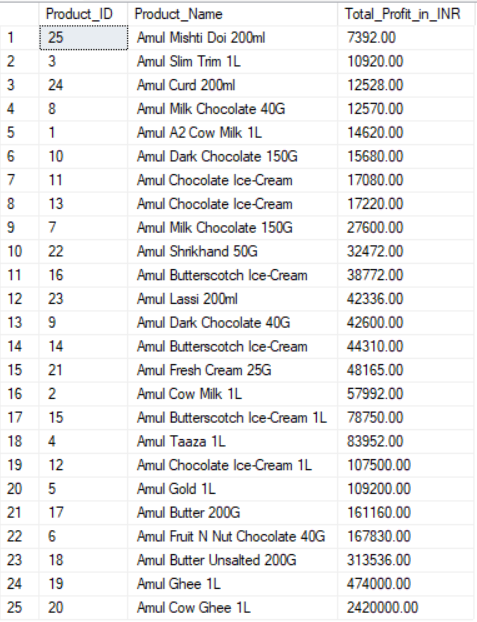 Product_ID Product_Name Total_Profit_in_INR
1 25 Amul Mishti Doi 200ml 7392.00
2 3 Amul Slim Trim 1L 10920.00
3 24 Amul Curd 200ml 12528.00
4 8 Amul Milk Chocolate 40G 12570.00
5 1 Amul A2 Cow Milk 1L 14620.00
6 10 Amul Dark Chocolate 150G 15680.00
7 11 Amul Chocolate Ice-Cream 17080.00
8 13 Amul Chocolate Ice-Cream 17220.00
9 7 Amul Milk Chocolate 150G 27600.00
10 22 Amul Shrikhand 50G 32472.00
11 16 Amul Butterscotch Ice-Cream 38772.00
12 23 Amul Lassi 200ml 42336.00
13 9 Amul Dark Chocolate 40G 42600.00
14 14 Amul Butterscotch Ice-Cream 44310.00
15 21 Amul Fresh Cream 25G 48165.00
16 2 Amul Cow Milk 1L 57992.00
17 15 Amul Butterscotch Ice-Cream 1L 78750.00
18 4 Amul Taaza 1L 83952.00
19 12 Amul Chocolate Ice-Cream 1L 107500.00
20 5 Amul Gold 1L 109200.00
21 17 Amul Butter 200G 161160.00
22 6 Amul Fruit N Nut Chocolate 40G 167830.00
23 18 Amul Butter Unsalted 200G 313536.00
24 19 Amul Ghee 1L 474000.00
25 20 Amul Cow Ghee 1L 2420000.00